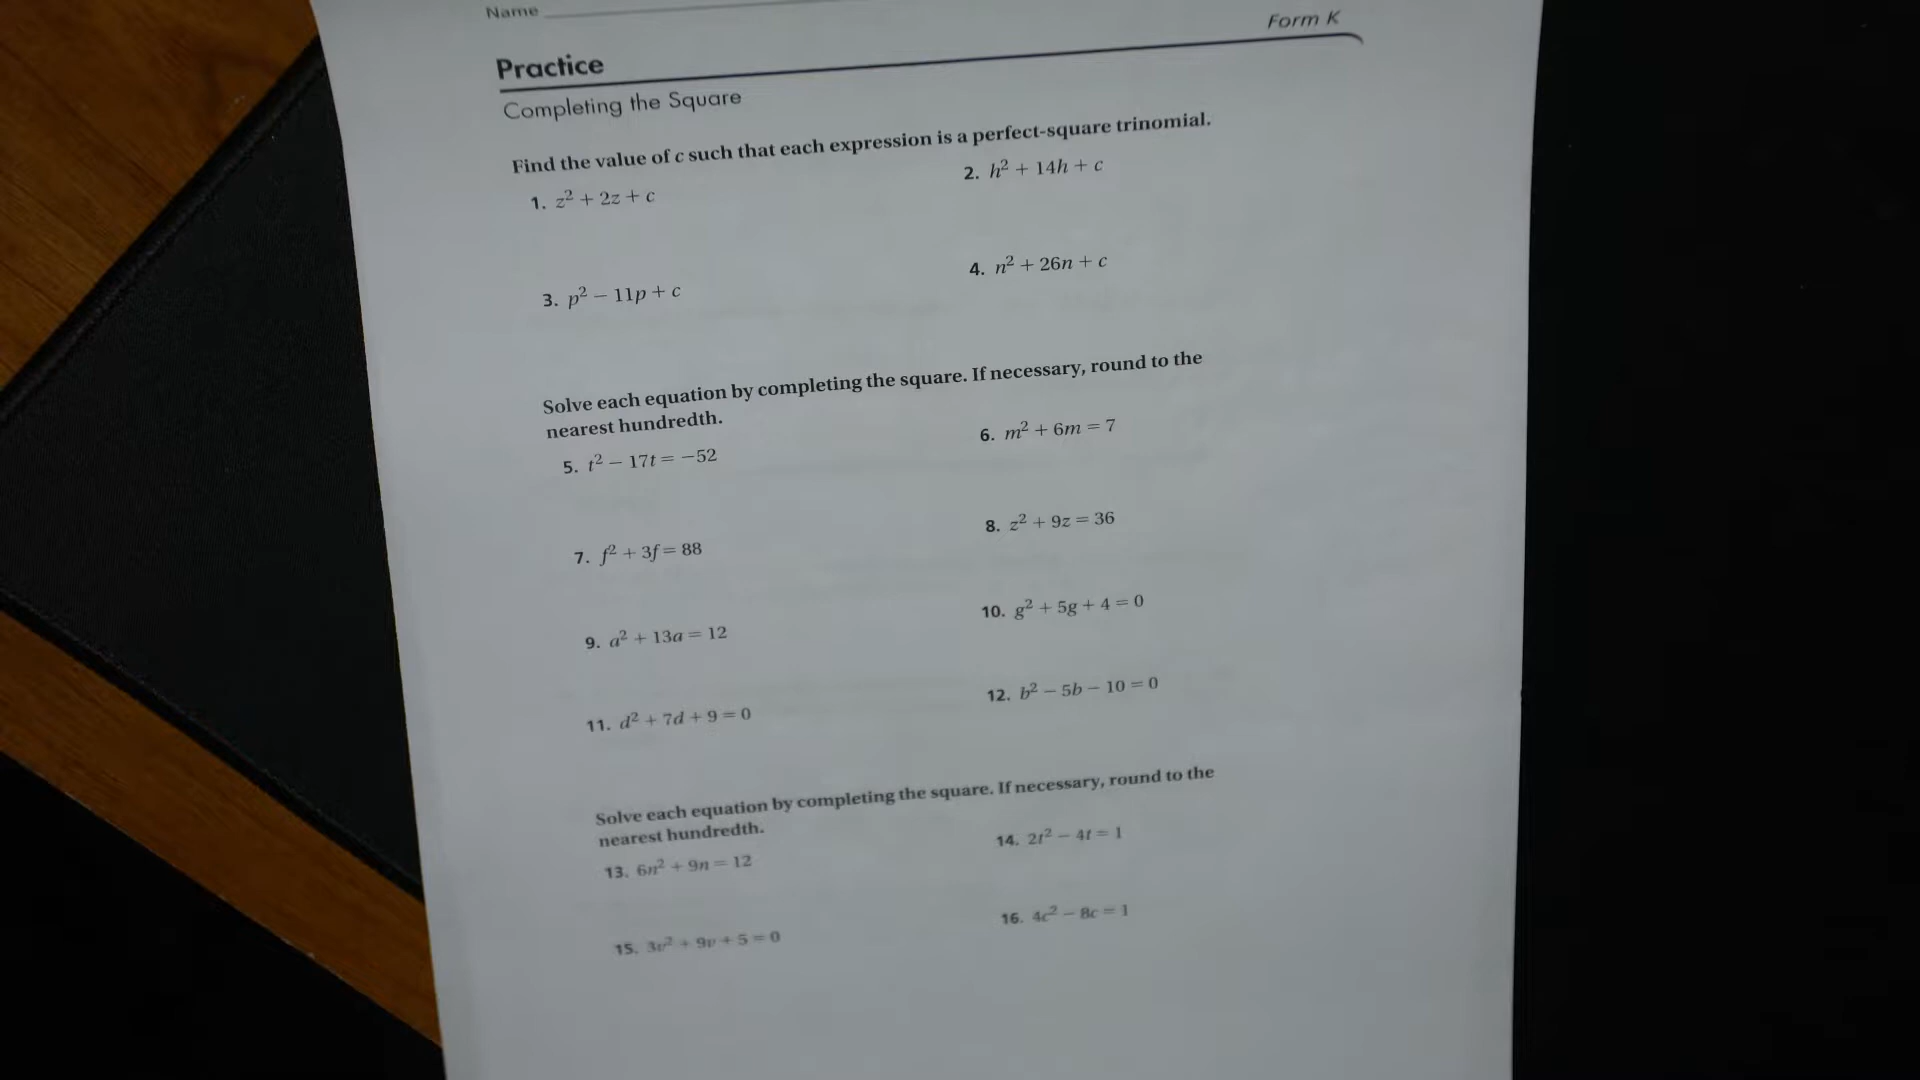 Name
Form K
Practice
Completing the Square
Find the value of c such that each expression is a perfect-square trinomial.
1. z² + 2z + c
2. h² + 14h + c
3. p² − 11p + c
4. n² + 26n + c
Solve each equation by completing the square. If necessary, round to the
nearest hundredth.
5. t² − 17t = −52
6. m² + 6m = 7
7. f² + 3f = 88
8. z² + 9z = 36
9. a² + 13a = 12
10. g² + 5g + 4 = 0
11. d² + 7d + 9 = 0
12. b² − 5b − 10 = 0
Solve each equation by completing the square. If necessary, round to the
nearest hundredth.
13. 6n² + 9n = 12
14. 2t² − 4t = 1
15. 3v² + 9v + 5 = 0
16. 4c² − 8c = 1